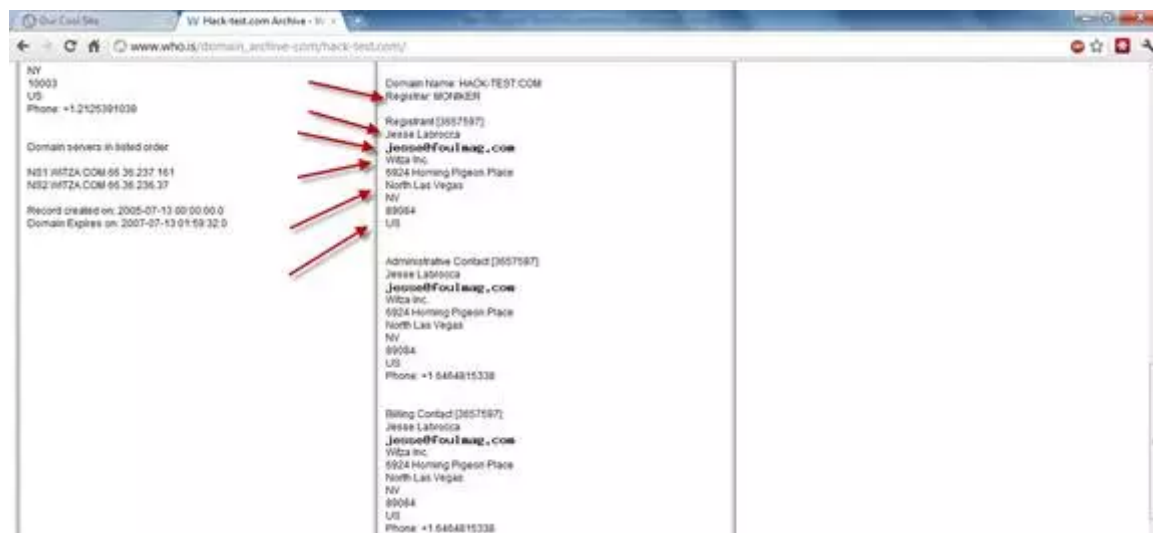 Our Cool Site
W Hack-test.com Archive - W
www.who.is/domain_archive-com/hack-test.com/
NY
10003
US
Phone: +1.2125391039
Domain servers in listed order
NS1.WITZA.COM 65.36.237.161
NS2.WITZA.COM 65.36.236.37
Record created on: 2005-07-13 00:00:00.0
Domain Expires on: 2007-07-13 01:59:32.0
Domain Name: HACK-TEST.COM
Registrar: MONIKER
Registrant [3657597]:
Jesse Labrocca
jesse@foulmag.com
Witza Inc.
6924 Homing Pigeon Place
North Las Vegas
NV
89084
US
Administrative Contact [3657597]:
Jesse Labrocca
jesse@foulmag.com
Witza Inc.
6924 Homing Pigeon Place
North Las Vegas
NV
89084
US
Phone: +1.6464815338
Billing Contact [3657597]:
Jesse Labrocca
jesse@foulmag.com
Witza Inc.
6924 Homing Pigeon Place
North Las Vegas
NV
89084
US
Phone: +1.6464815338